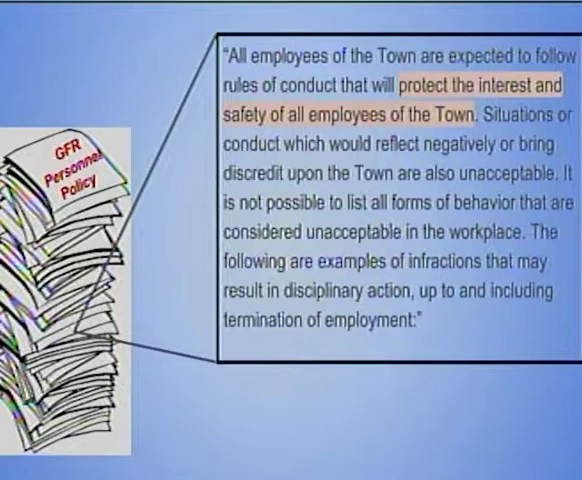 GFR
Personnel
Policy
“All employees of the Town are expected to follow
rules of conduct that will protect the interest and
safety of all employees of the Town. Situations or
conduct which would reflect negatively or bring
discredit upon the Town are also unacceptable. It
is not possible to list all forms of behavior that are
considered unacceptable in the workplace. The
following are examples of infractions that may
result in disciplinary action, up to and including
termination of employment:”